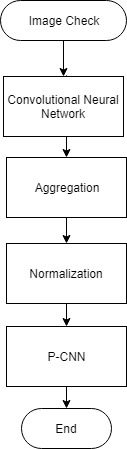 Image Check
Convolutional Neural
Network
Aggregation
Normalization
P-CNN
End